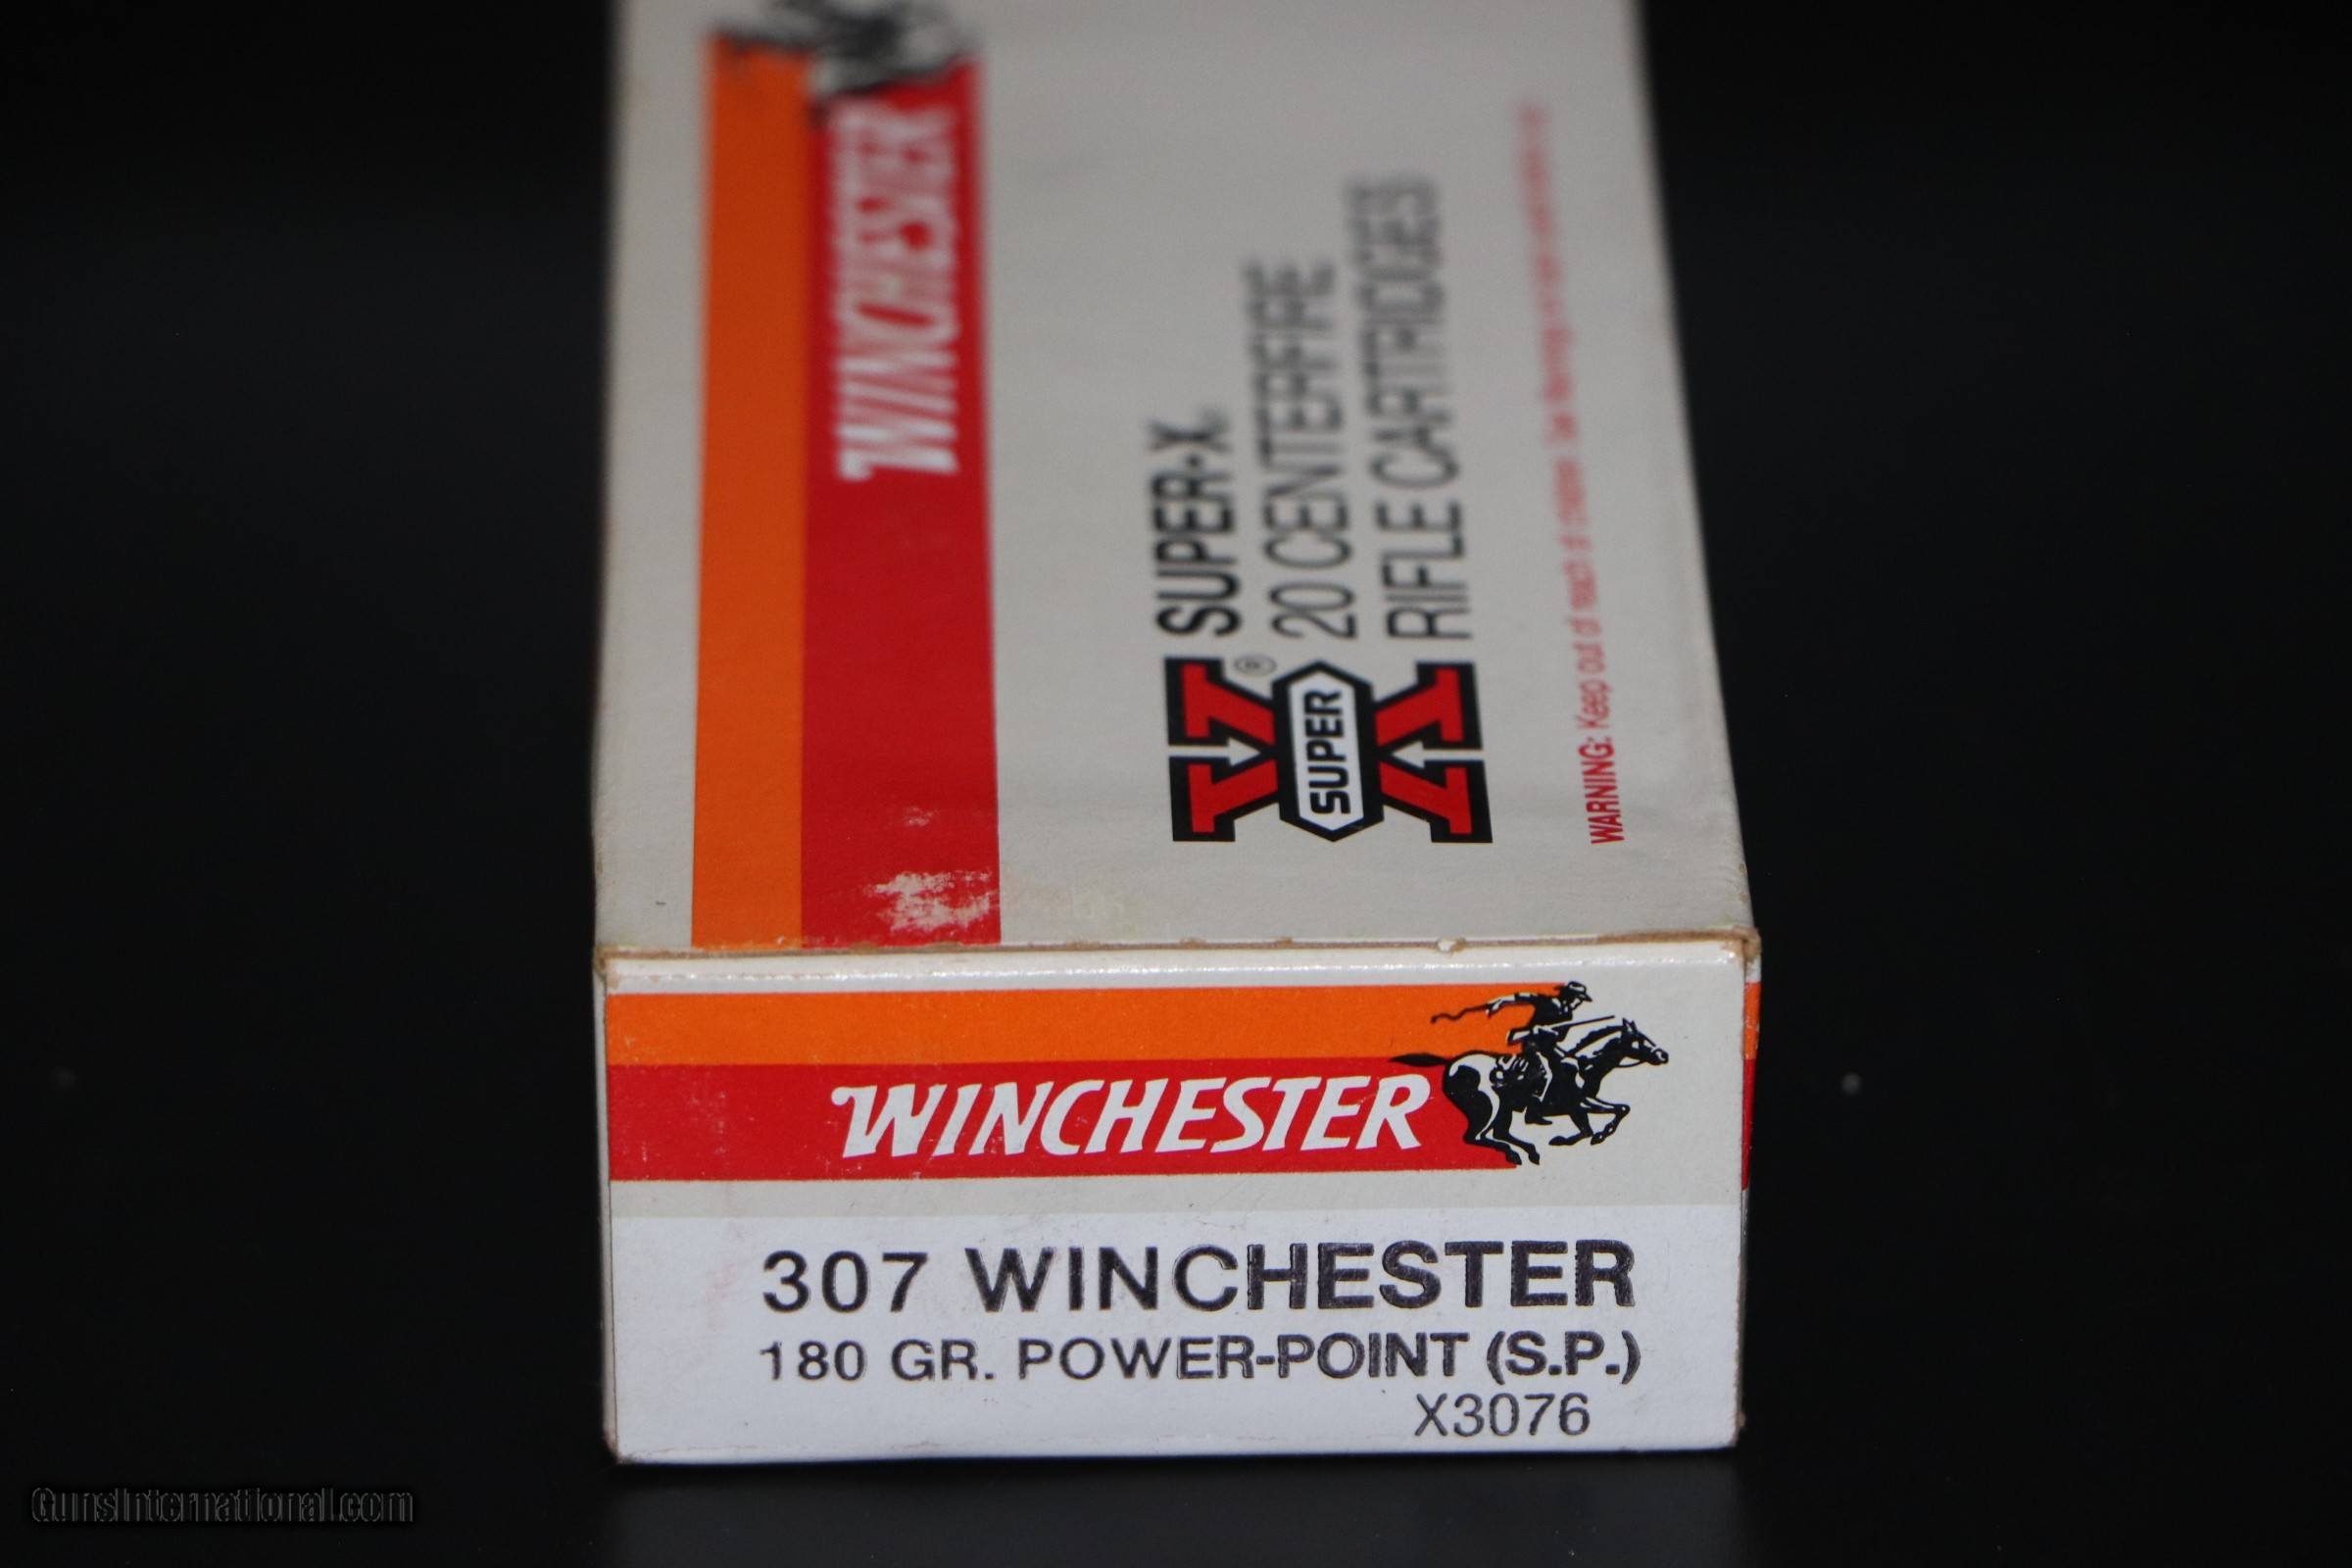 WINCHESTER
SUPER-X
20 CENTERFIRE
RIFLE CARTRIDGES
SUPER
®
WARNING: Keep out of reach of children.
WINCHESTER
307 WINCHESTER
180 GR. POWER-POINT (S.P.)
X3076
GunsInternational.com